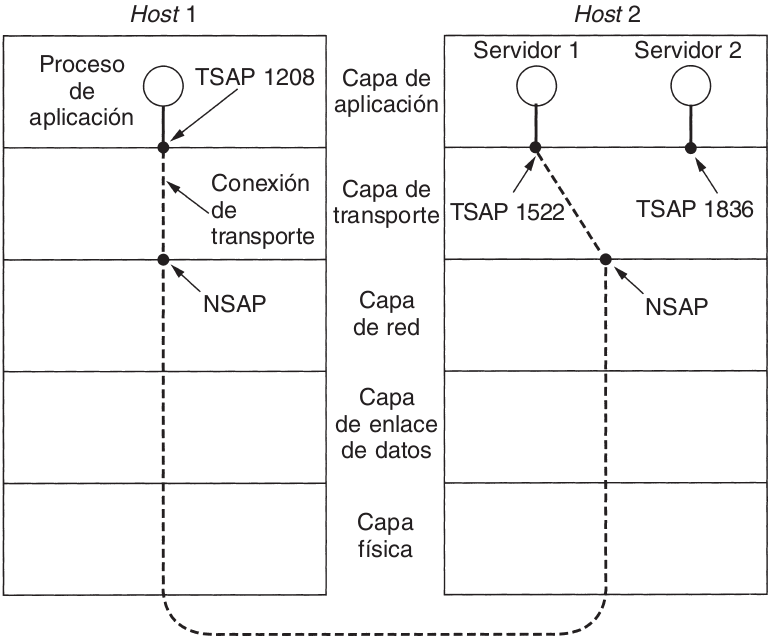 Host 1
Host 2
Proceso
de
aplicación
TSAP 1208
Capa de
aplicación
Servidor 1
Servidor 2
Conexión
de
transporte
Capa de
transporte
TSAP 1522
TSAP 1836
NSAP
Capa
de red
NSAP
Capa
de enlace
de datos
Capa
física